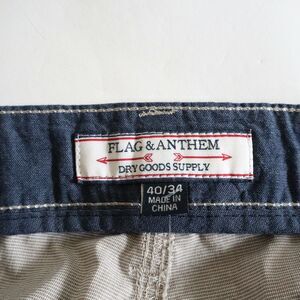 FLAG & ANTHEM
DRY GOODS SUPPLY
40/34
MADE IN
CHINA